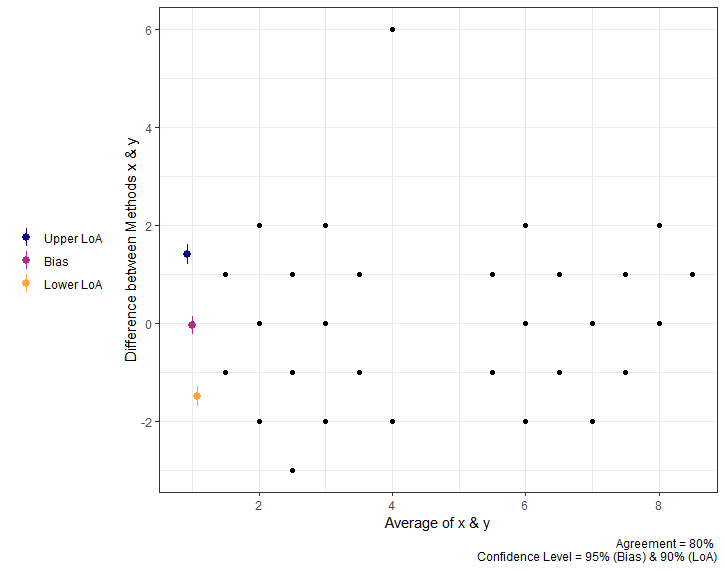 Upper LoA
Bias
Lower LoA
Difference between Methods x & y
6
4
2
0
-2
2
4
6
8
Average of x & y
Agreement = 80%
Confidence Level = 95% (Bias) & 90% (LoA)